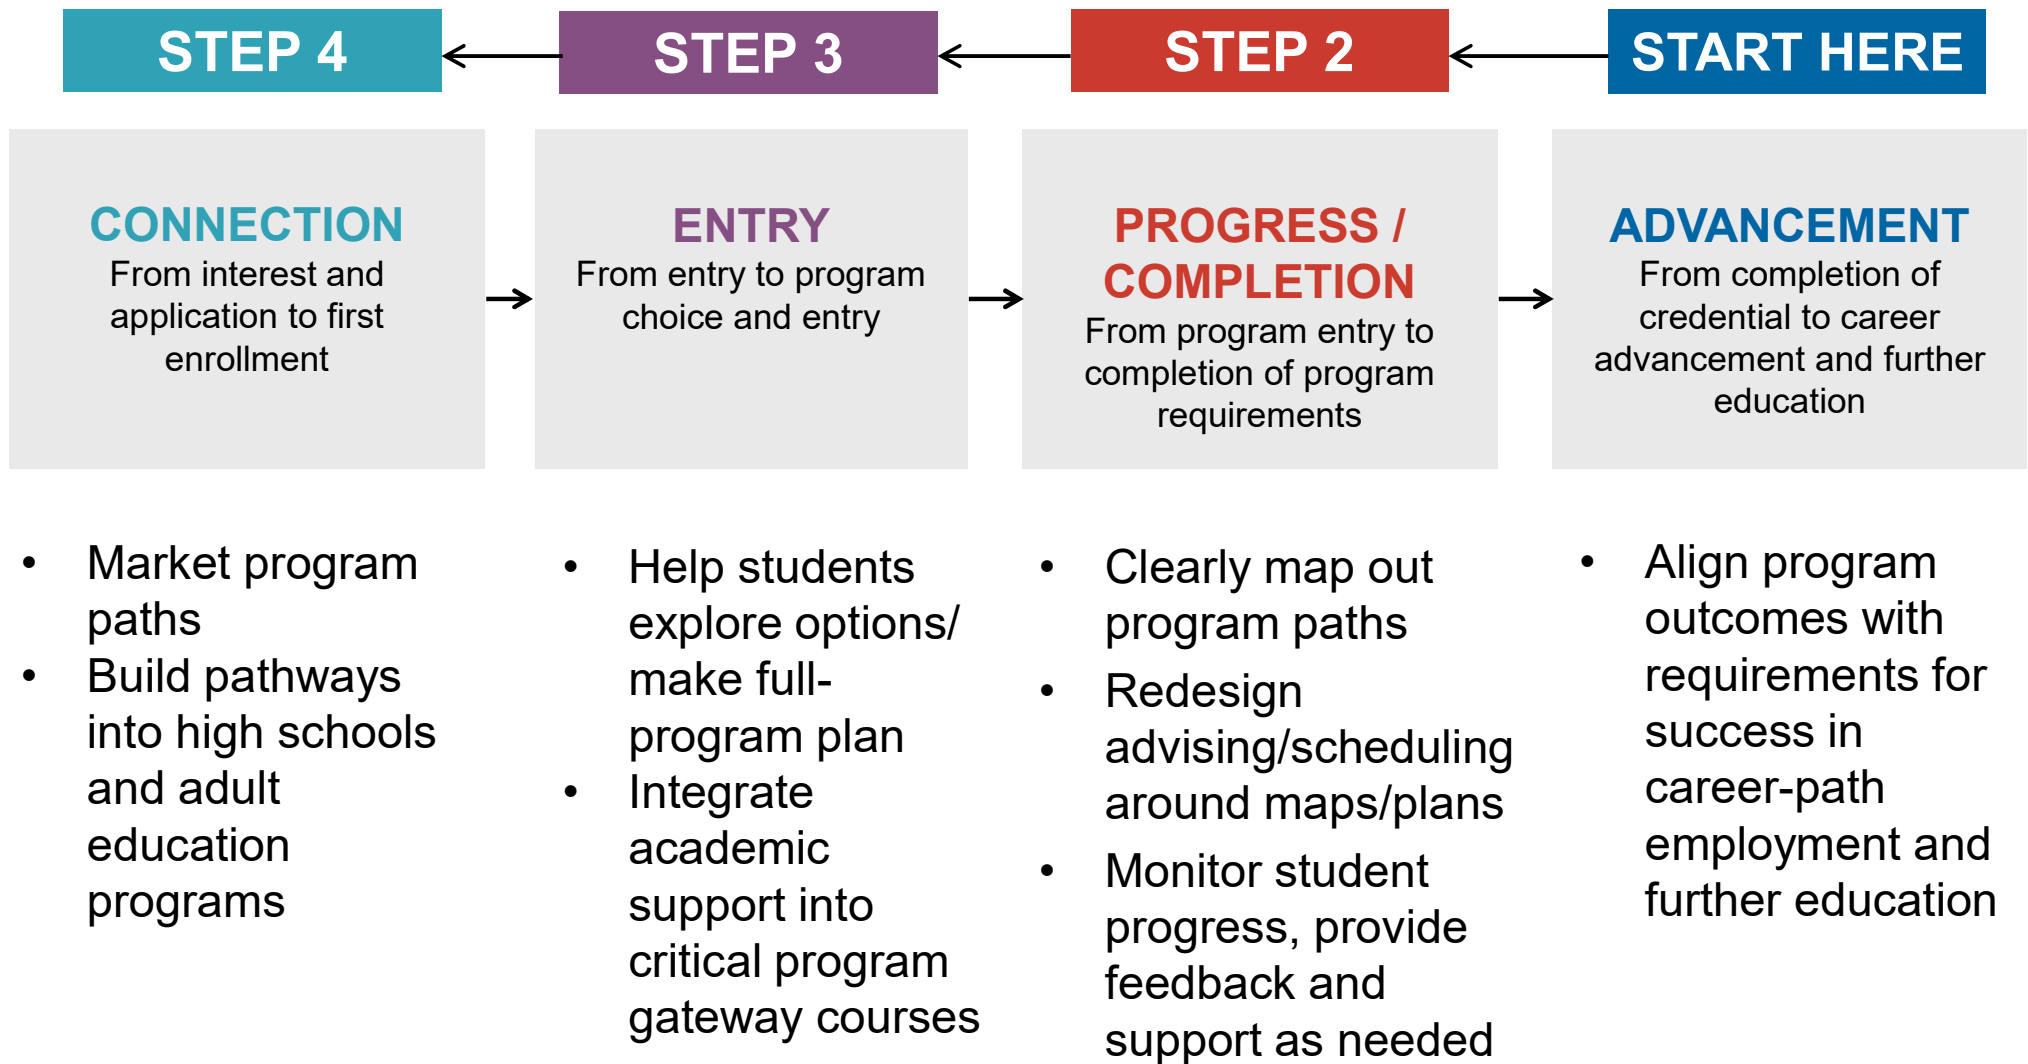 STEP 4
STEP 3
STEP 2
START HERE
CONNECTION
From interest and
application to first
enrollment
ENTRY
From entry to program
choice and entry
PROGRESS /
COMPLETION
From program entry to
completion of program
requirements
ADVANCEMENT
From completion of
credential to career
advancement and further
education
• Market program
paths
• Build pathways
into high schools
and adult
education
programs
• Help students
explore options/
make full-
program plan
• Integrate
academic
support into
critical program
gateway courses
• Clearly map out
program paths
• Redesign
advising/scheduling
around maps/plans
• Monitor student
progress, provide
feedback and
support as needed
• Align program
outcomes with
requirements for
success in
career-path
employment and
further education